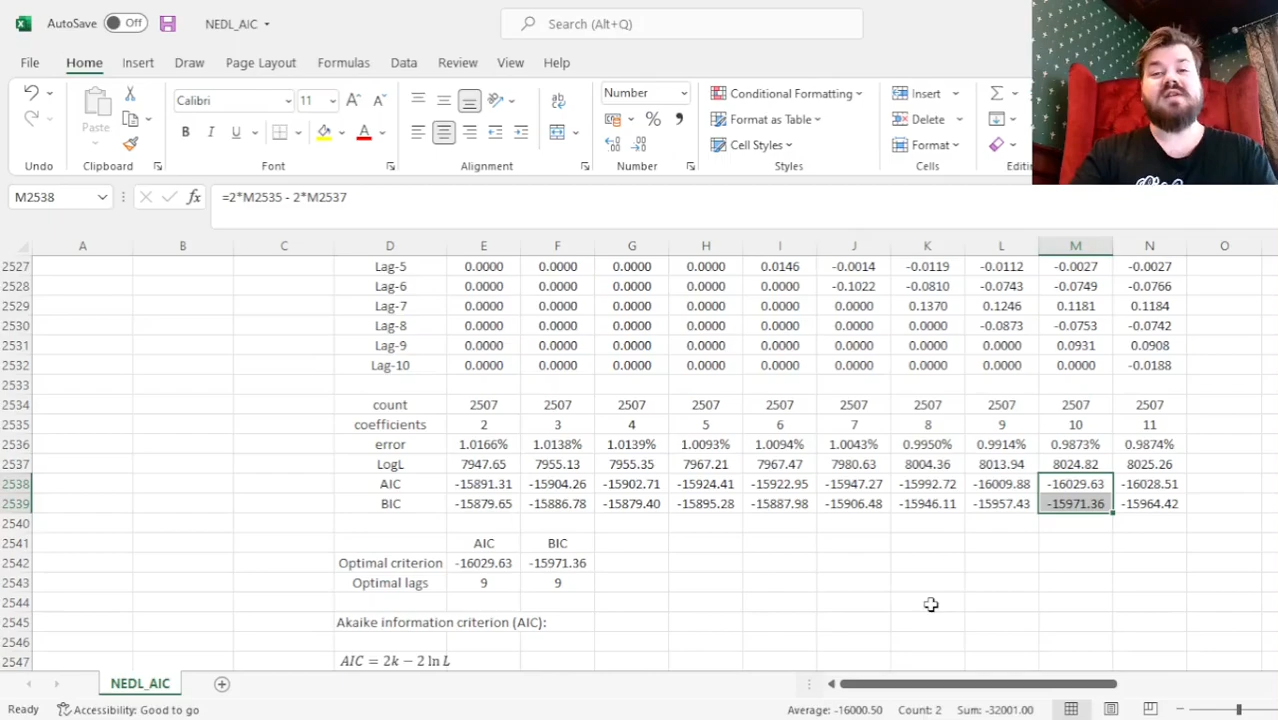 AutoSave Off NEDL_AIC Search (Alt+Q)
File Home Insert Draw Page Layout Formulas Data Review View Help
Calibri 11 A A Number Conditional Formatting Insert
Paste B I U A Format as Table Delete
Cell Styles Format
Undo Clipboard Font Alignment Number Styles Cells Editin
M2538 fx =2*M2535 - 2*M2537
A B C D E F G H I J K L M N O
2527 Lag-5 0.0000 0.0000 0.0000 0.0000 0.0146 -0.0014 -0.0119 -0.0112 -0.0027 -0.0027
2528 Lag-6 0.0000 0.0000 0.0000 0.0000 0.0000 -0.1022 -0.0810 -0.0743 -0.0749 -0.0766
2529 Lag-7 0.0000 0.0000 0.0000 0.0000 0.0000 0.0000 0.1370 0.1246 0.1181 0.1184
2530 Lag-8 0.0000 0.0000 0.0000 0.0000 0.0000 0.0000 0.0000 -0.0873 -0.0753 -0.0742
2531 Lag-9 0.0000 0.0000 0.0000 0.0000 0.0000 0.0000 0.0000 0.0000 0.0931 0.0908
2532 Lag-10 0.0000 0.0000 0.0000 0.0000 0.0000 0.0000 0.0000 0.0000 0.0000 -0.0188
2533
2534 count 2507 2507 2507 2507 2507 2507 2507 2507 2507 2507
2535 coefficients 2 3 4 5 6 7 8 9 10 11
2536 error 1.0166% 1.0138% 1.0139% 1.0093% 1.0094% 1.0043% 0.9950% 0.9914% 0.9873% 0.9874%
2537 LogL 7947.65 7955.13 7955.35 7967.21 7967.47 7980.63 8004.36 8013.94 8024.82 8025.26
2538 AIC -15891.31 -15904.26 -15902.71 -15924.41 -15922.95 -15947.27 -15992.72 -16009.88 -16029.63 -16028.51
2539 BIC -15879.65 -15886.78 -15879.40 -15895.28 -15887.98 -15906.48 -15946.11 -15957.43 -15971.36 -15964.42
2540
2541 AIC BIC
2542 Optimal criterion -16029.63 -15971.36
2543 Optimal lags 9 9
2544
2545 Akaike information criterion (AIC):
2546
2547 AIC = 2k − 2 ln L
NEDL_AIC
Ready Accessibility: Good to go Average: -16000.50 Count: 2 Sum: -32001.00